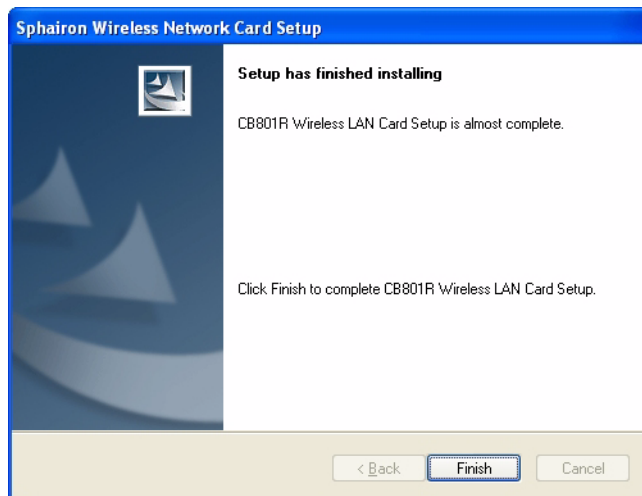 Sphairon Wireless Network Card Setup
Setup has finished installing
CB801R Wireless LAN Card Setup is almost complete.
Click Finish to complete CB801R Wireless LAN Card Setup.
< Back
Finish
Cancel